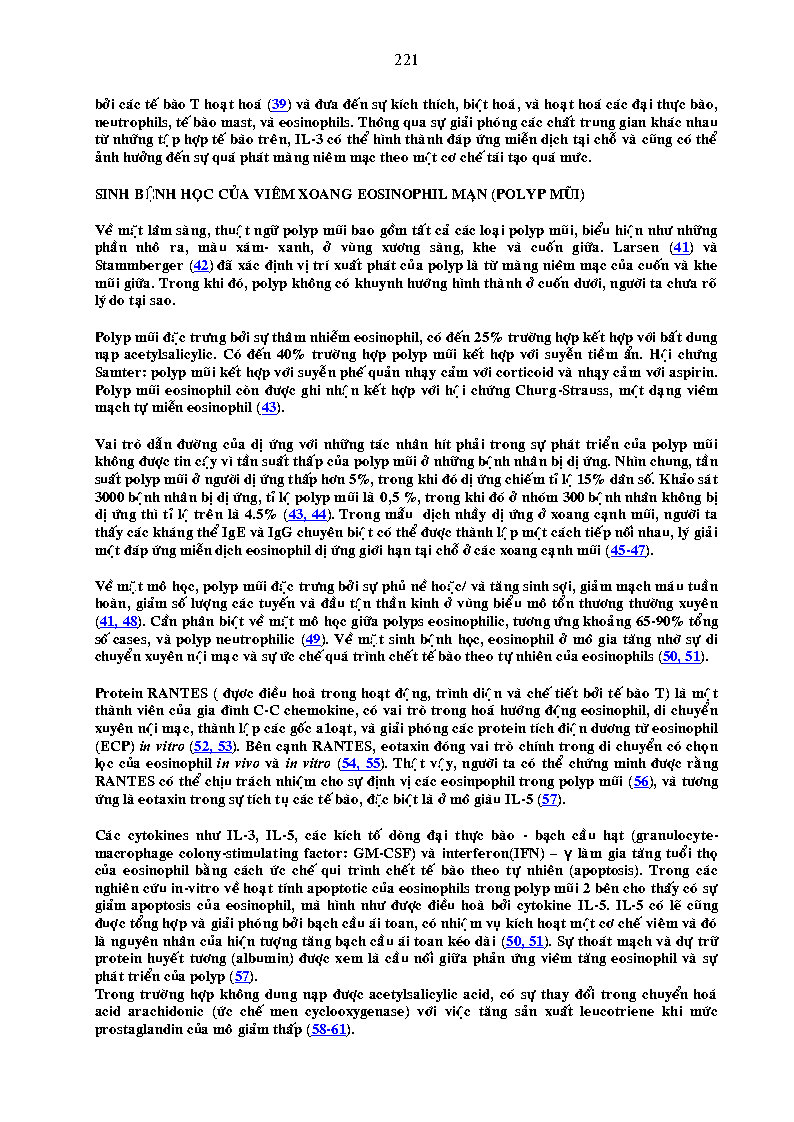 221
bởi các tế bào T hoạt hoá (39) và đưa đến sự kích thích, biệt hoá, và hoạt hoá các đại thực bào,
neutrophils, tế bào mast, và eosinophils. Thông qua sự giải phóng các chất trung gian khác nhau
từ những tập hợp tế bào trên, IL-3 có thể hình thành đáp ứng miễn dịch tại chỗ và cũng có thể
ảnh hưởng đến sự quá phát màng niêm mạc theo một cơ chế tái tạo quá mức.
SINH BỆNH HỌC CỦA VIÊM XOANG EOSINOPHIL MẠN (POLYP MŨI)
Về mặt lâm sàng, thuật ngữ polyp mũi bao gồm tất cả các loại polyp mũi, biểu hiện như những
phần nhô ra, màu xám- xanh, ở vùng xương sàng, khe và cuốn giữa. Larsen (41) và
Stammberger (42) đã xác định vị trí xuất phát của polyp là từ màng niêm mạc của cuốn và khe
mũi giữa. Trong khi đó, polyp không có khuynh hướng hình thành ở cuốn dưới, người ta chưa rõ
lý do tại sao.
Polyp mũi đặc trưng bởi sự thâm nhiễm eosinophil, có đến 25% trường hợp kết hợp với bất dung
nạp acetylsalicylic. Có đến 40% trường hợp polyp mũi kết hợp với suyễn tiềm ẩn. Hội chứng
Samter: polyp mũi kết hợp với suyễn phế quản nhạy cảm với corticoid và nhạy cảm với aspirin.
Polyp mũi eosinophil còn được ghi nhận kết hợp với hội chứng Churg-Strauss, một dạng viêm
mạch tự miễn eosinophil (43).
Vai trò dẫn đường của dị ứng với những tác nhân hít phải trong sự phát triển của polyp mũi
không được tin cậy vì tần suất thấp của polyp mũi ở những bệnh nhân bị dị ứng. Nhìn chung, tần
suất polyp mũi ở người dị ứng thấp hơn 5%, trong khi đó dị ứng chiếm tỉ lệ 15% dân số. Khảo sát
3000 bệnh nhân bị dị ứng, tỉ lệ polyp mũi là 0,5 %, trong khi đó ở nhóm 300 bệnh nhân không bị
dị ứng thì tỉ lệ trên là 4.5% (43, 44). Trong mẫu dịch nhầy dị ứng ở xoang cạnh mũi, người ta
thấy các kháng thể IgE và IgG chuyên biệt có thể được thành lập một cách tiếp nối nhau, lý giải
một đáp ứng miễn dịch eosinophil dị ứng giới hạn tại chỗ ở các xoang cạnh mũi (45-47).
Về mặt mô học, polyp mũi đặc trưng bởi sự phù nề hoặc/ và tăng sinh sợi, giảm mạch máu tuần
hoàn, giảm số lượng các tuyến và đầu tận thần kinh ở vùng biểu mô tổn thương thường xuyên
(41, 48). Cần phân biệt về mặt mô học giữa polyps eosinophilic, tương ứng khoảng 65-90% tổng
số cases, và polyp neutrophilic (49). Về mặt sinh bệnh học, eosinophil ở mô gia tăng nhờ sự di
chuyển xuyên nội mạc và sự ức chế quá trình chết tế bào theo tự nhiên của eosinophils (50, 51).
Protein RANTES ( được điều hoà trong hoạt động, trình diện và chế tiết bởi tế bào T) là một
thành viên của gia đình C-C chemokine, có vai trò trong hoá hướng động eosinophil, di chuyển
xuyên nội mạc, thành lập các gốc a1oạt, và giải phóng các protein tích điện dương từ eosinophil
(ECP) in vitro (52, 53). Bên cạnh RANTES, eotaxin đóng vai trò chính trong di chuyển có chọn
lọc của eosinophil in vivo và in vitro (54, 55). Thật vậy, người ta có thể chứng minh được rằng
RANTES có thể chịu trách nhiệm cho sự định vị các eosinpophil trong polyp mũi (56), và tương
ứng là eotaxin trong sự tích tụ các tế bào, đặc biệt là ở mô giàu IL-5 (57).
Các cytokines như IL-3, IL-5, các kích tố dòng đại thực bào - bạch cầu hạt (granulocyte-
macrophage colony-stimulating factor: GM-CSF) và interferon(IFN) – γ làm gia tăng tuổi thọ
của eosinophil bằng cách ức chế qui trình chết tế bào theo tự nhiên (apoptosis). Trong các
nghiên cứu in-vitro về hoạt tính apoptotic của eosinophils trong polyp mũi 2 bên cho thấy có sự
giảm apoptosis của eosinophil, mà hình như được điều hoà bởi cytokine IL-5. IL-5 có lẽ cũng
được tổng hợp và giải phóng bởi bạch cầu ái toan, có nhiệm vụ kích hoạt một cơ chế viêm và đó
là nguyên nhân của hiện tượng tăng bạch cầu ái toan kéo dài (50, 51). Sự thoát mạch và dự trữ
protein huyết tương (albumin) được xem là cầu nối giữa phản ứng viêm tăng eosinophil và sự
phát triển của polyp (57).
Trong trường hợp không dung nạp được acetylsalicylic acid, có sự thay đổi trong chuyển hoá
acid arachidonic (ức chế men cyclooxygenase) với việc tăng sản xuất leucotriene khi mức
prostaglandin của mô giảm thấp (58-61).